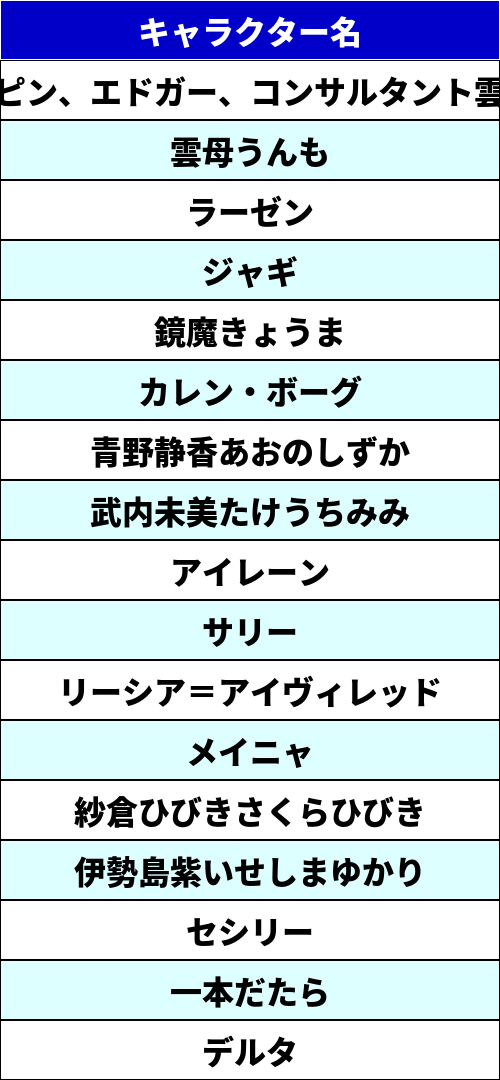 キャラクター名
ピン、エドガー、コンサルタント雲
雲母うんも
ラーゼン
ジャギ
鏡魔きょうま
カレン・ボーグ
青野静香あおのしずか
武内未美たけうちみみ
アイレーン
サリー
リーシア＝アイヴィレッド
メイニャ
紗倉ひびきさくらひびき
伊勢島紫いせしまゆかり
セシリー
一本だたら
デルタ